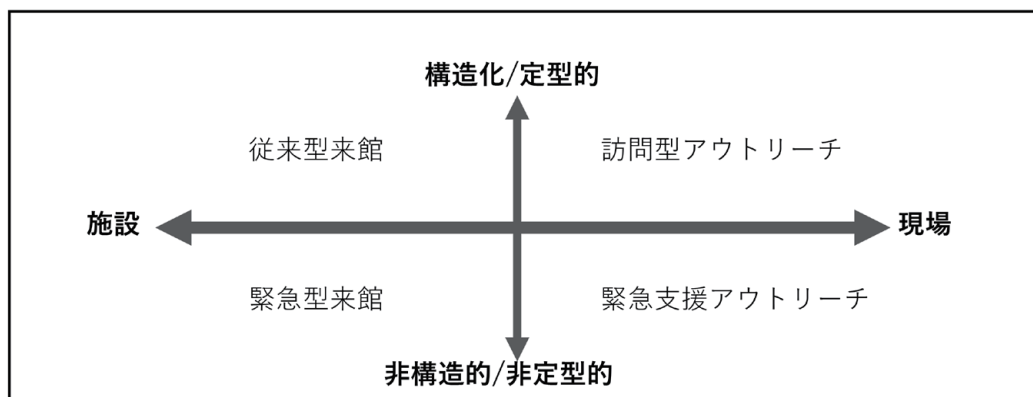 構造化/定型的
従来型来館
訪問型アウトリーチ
施設
現場
緊急型来館
緊急支援アウトリーチ
非構造的/非定型的